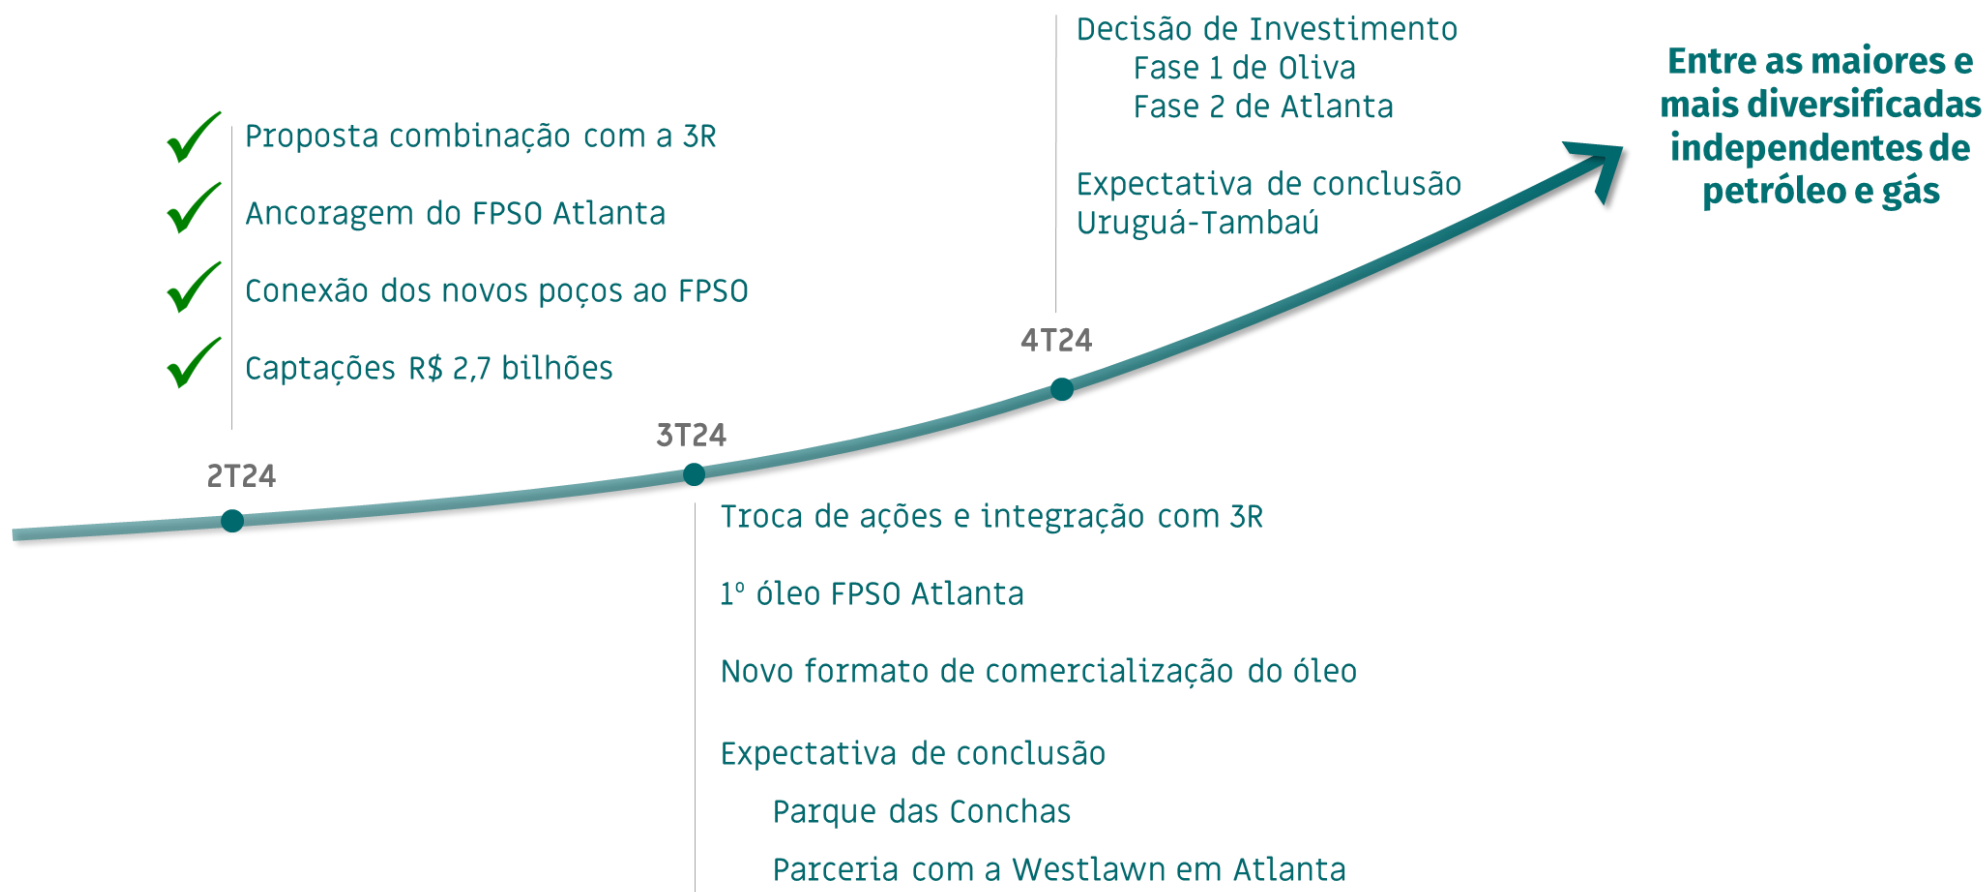 Proposta combinação com a 3R
Ancoragem do FPSO Atlanta
Conexão dos novos poços ao FPSO
Captações R$ 2,7 bilhões
2T24
3T24
Troca de ações e integração com 3R
1º óleo FPSO Atlanta
Novo formato de comercialização do óleo
Expectativa de conclusão
Parque das Conchas
Parceria com a Westlawn em Atlanta
Decisão de Investimento
Fase 1 de Oliva
Fase 2 de Atlanta
Expectativa de conclusão
Uruguá-Tambaú
4T24
Entre as maiores e
mais diversificadas
independentes de
petróleo e gás